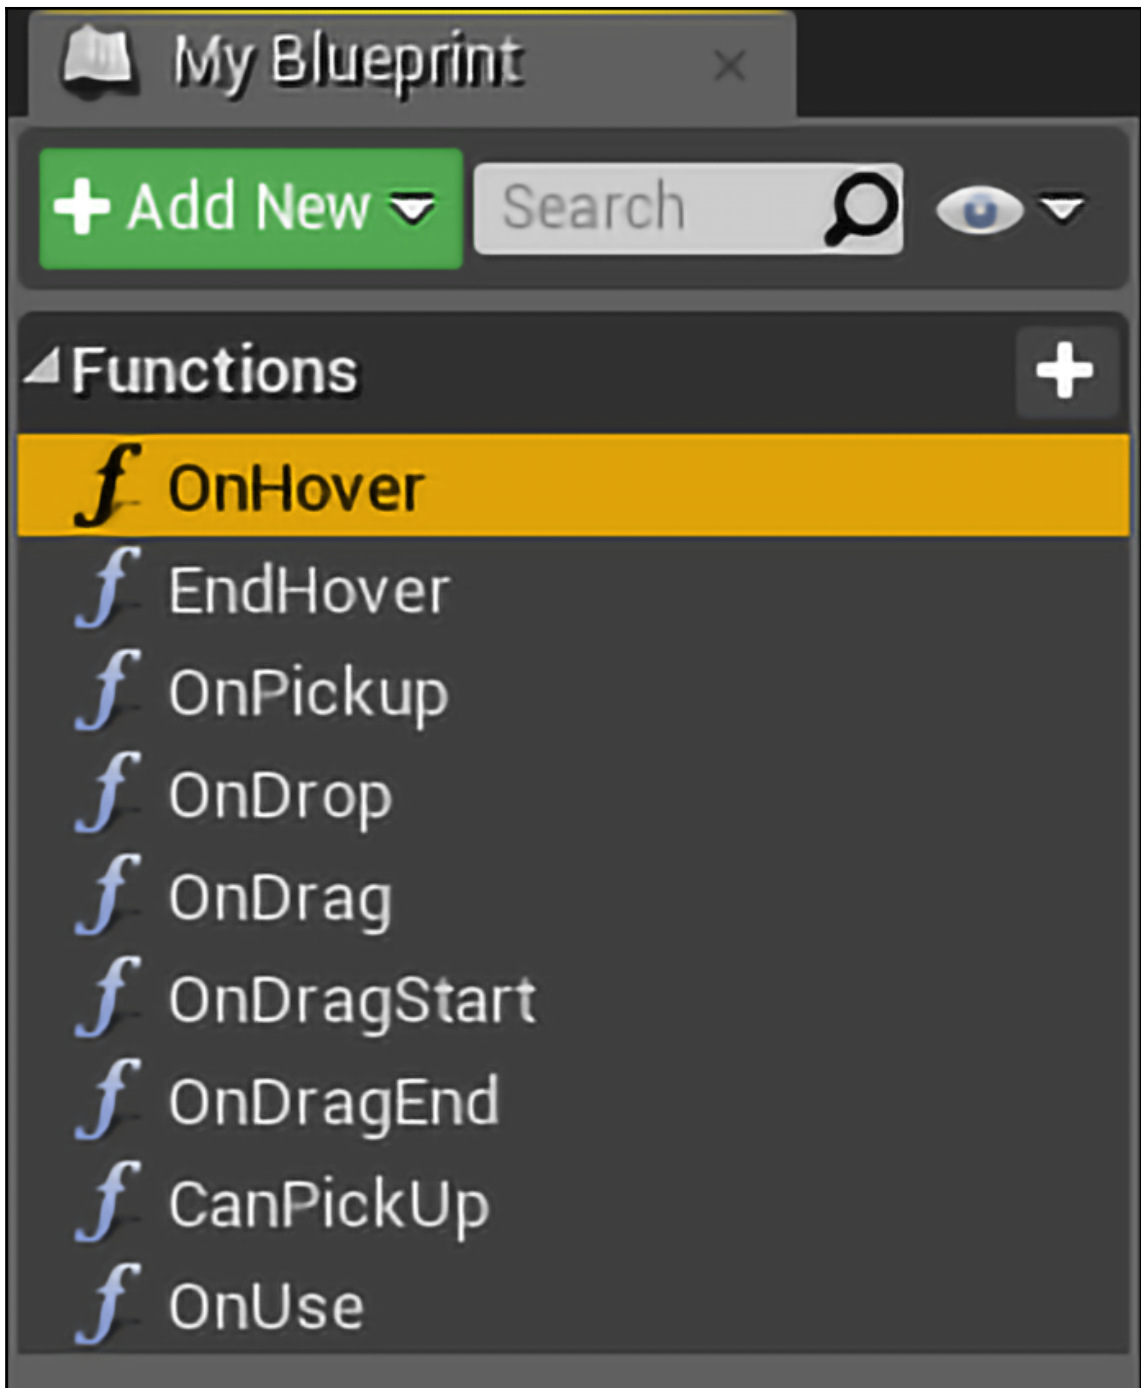 My Blueprint
Add New
Search
Functions
OnHover
EndHover
OnPickup
OnDrop
OnDrag
OnDragStart
OnDragEnd
CanPickUp
OnUse